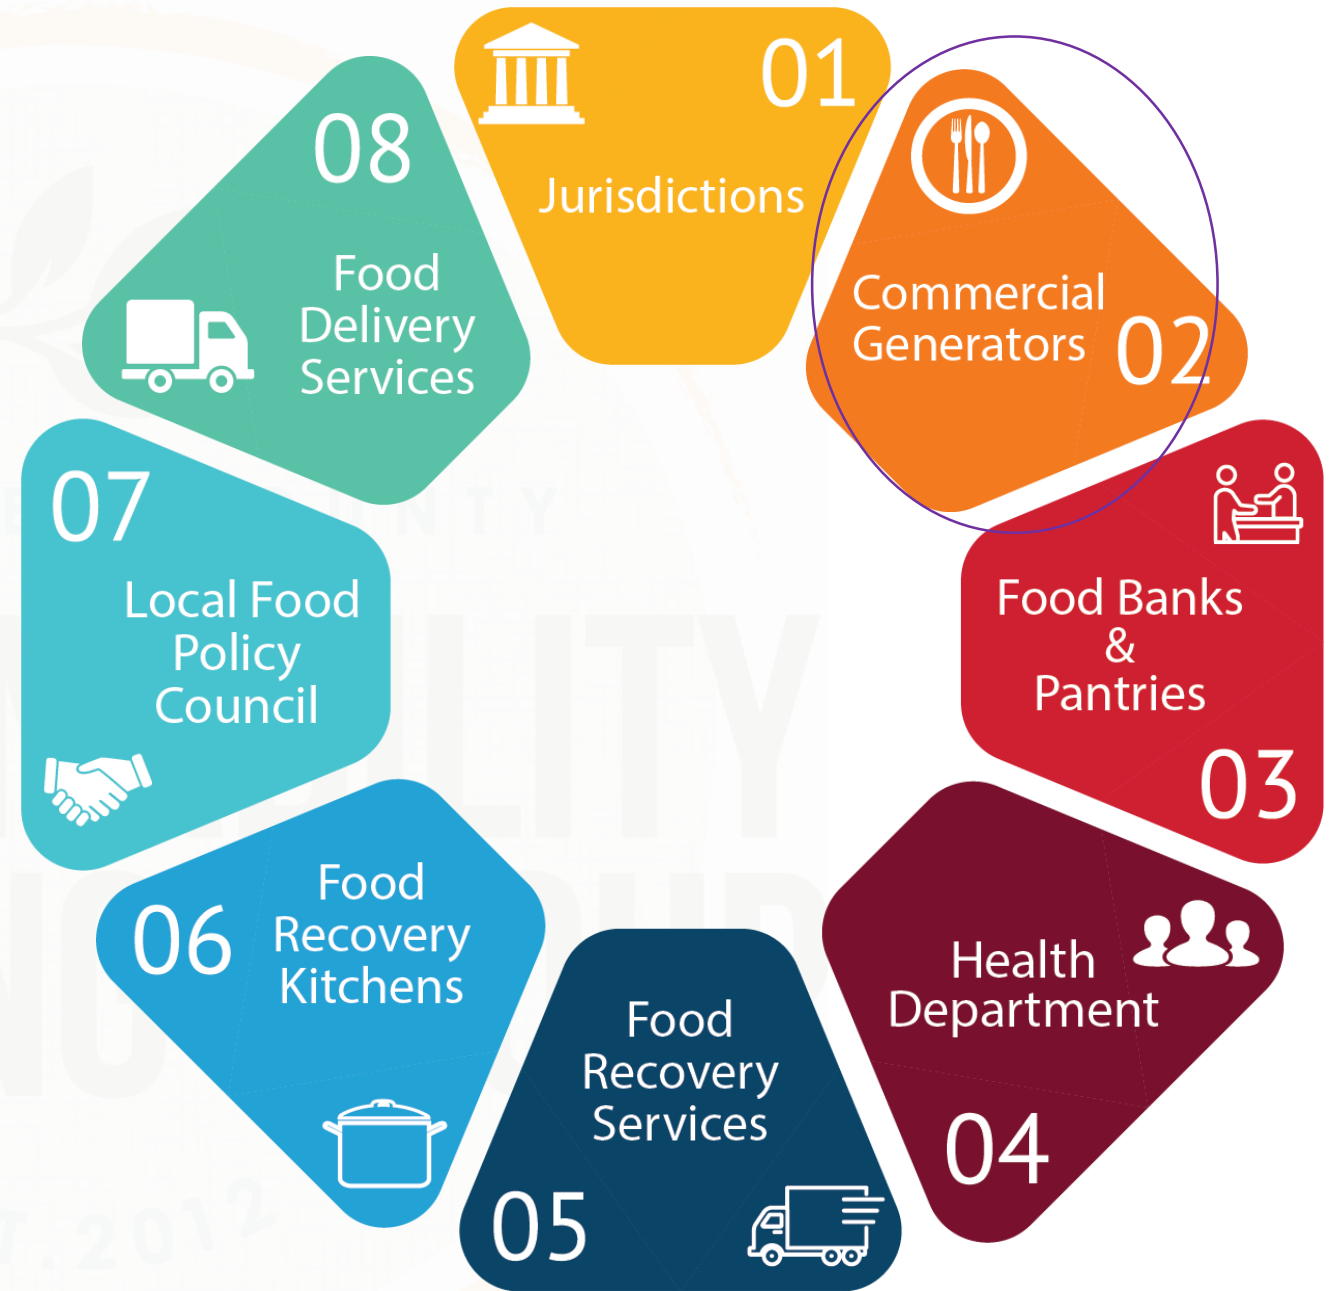 01
Jurisdictions
Commercial
Generators
02
Food Banks
&
Pantries
03
Health
Department
04
Food
Recovery
Services
05
06
Food
Recovery
Kitchens
07
Local Food
Policy
Council
08
Food
Delivery
Services